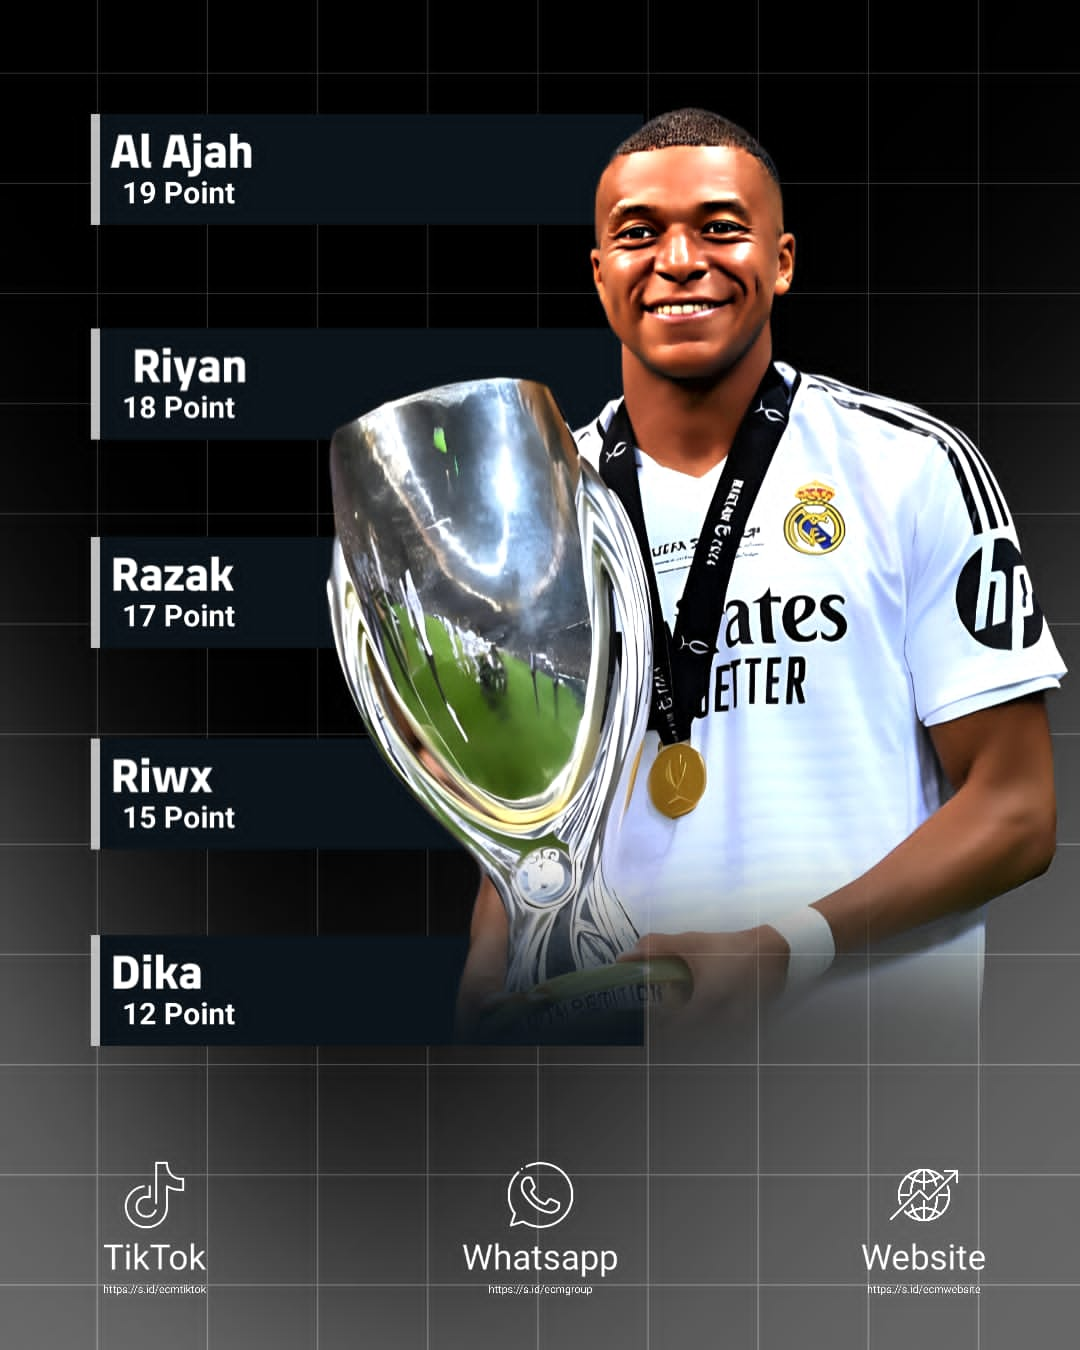 Al Ajah
19 Point
Riyan
18 Point
Razak
17 Point
Riwx
15 Point
Dika
12 Point
hp
TikTok
https://s.id/ecmtiktok
Whatsapp
https://s.id/ecmgroup
Website
https://s.id/ecmwebsite